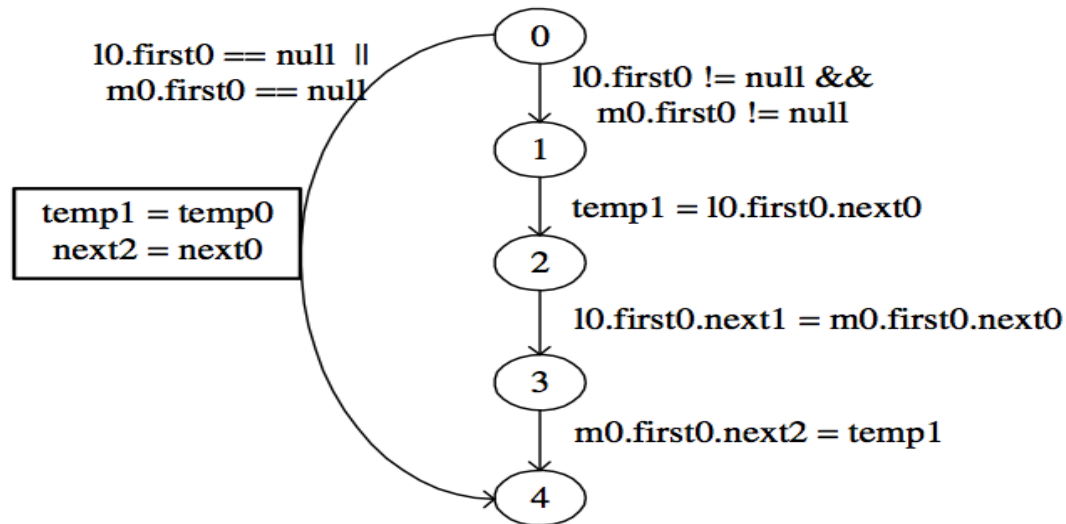 0
l0.first0 == null ||
m0.first0 == null
l0.first0 != null &&
m0.first0 != null
1
temp1 = temp0
next2 = next0
temp1 = l0.first0.next0
2
l0.first0.next1 = m0.first0.next0
3
m0.first0.next2 = temp1
4